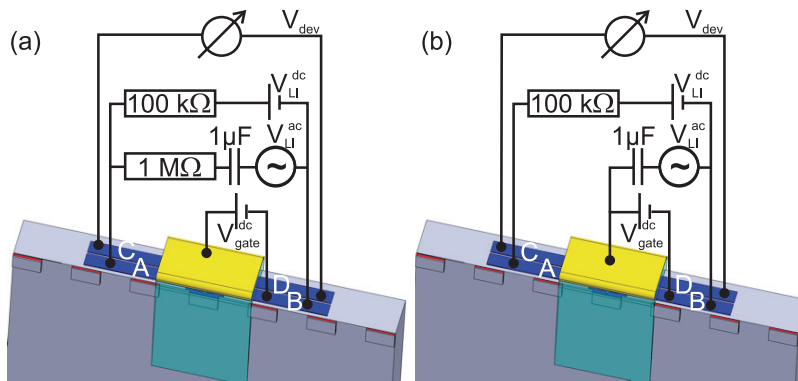 (a)
V_dev
100 kΩ
V_LI^dc
1μF
V_LI^ac
1 MΩ
~
V_gate^dc
C
A
D
B
(b)
V_dev
100 kΩ
V_LI^dc
1μF
V_LI^ac
~
V_gate^dc
C
A
D
B